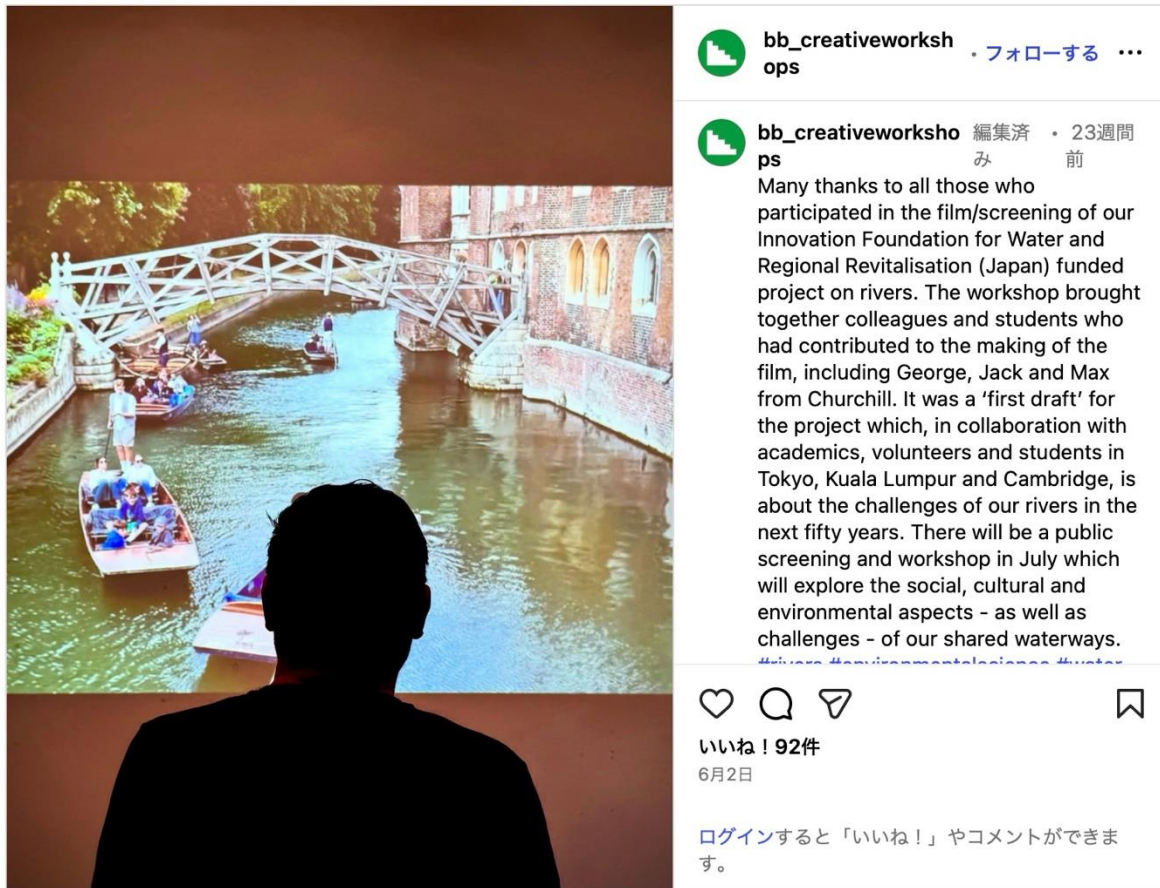 bb_creativeworksh
ops
• フォローする
bb_creativeworksho
ps
編集済
み
• 23週間
前
Many thanks to all those who
participated in the film/screening of our
Innovation Foundation for Water and
Regional Revitalisation (Japan) funded
project on rivers. The workshop brought
together colleagues and students who
had contributed to the making of the
film, including George, Jack and Max
from Churchill. It was a ‘first draft’ for
the project which, in collaboration with
academics, volunteers and students in
Tokyo, Kuala Lumpur and Cambridge, is
about the challenges of our rivers in the
next fifty years. There will be a public
screening and workshop in July which
will explore the social, cultural and
environmental aspects - as well as
challenges - of our shared waterways.
#rivers #environmentalscience #water
いいね！92件
6月2日
ログインすると「いいね！」やコメントができま
す。